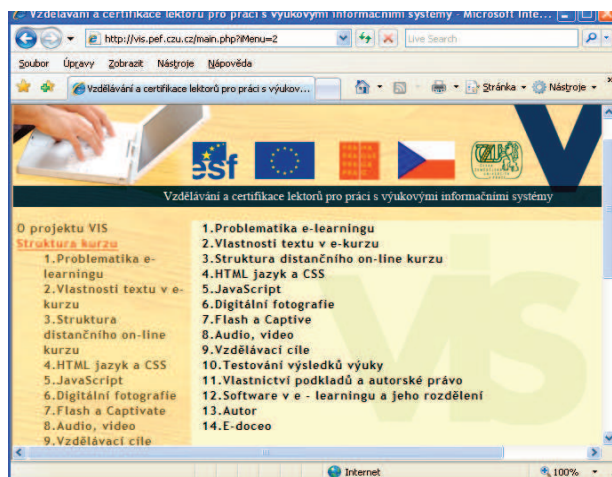 Vzdělávání a certifikace lektorů pro práci s výukovými informačními systémy - Microsoft Inte...
http://vis.pef.czu.cz/main.php?iMenu=2
Live Search
Soubor Úpravy Zobrazit Nástroje Nápověda
Vzdělávání a certifikace lektorů pro práci s výukov...
Stránka
Nástroje
esf
PRAHA
PRAGUE
PRAGA
PRAG
V
Vzdělávání a certifikace lektorů pro práci s výukovými informačními systémy
O projektu VIS
Struktura kurzu
1.Problematika e-
learningu
2.Vlastnosti textu v e-
kurzu
3.Struktura
distančního on-line
kurzu
4.HTML jazyk a CSS
5.JavaScript
6.Digitální fotografie
7.Flash a Captivate
8.Audio, video
9.Vzdělávací cíle
1.Problematika e-learningu
2.Vlastnosti textu v e-kurzu
3.Struktura distančního on-line kurzu
4.HTML jazyk a CSS
5.JavaScript
6.Digitální fotografie
7.Flash a Captive
8.Audio, video
9.Vzdělávací cíle
10.Testování výsledků výuky
11.Vlastnictví podkladů a autorské právo
12.Software v e - learningu a jeho rozdělení
13.Autor
14.E-doceo
vis
Internet
100%